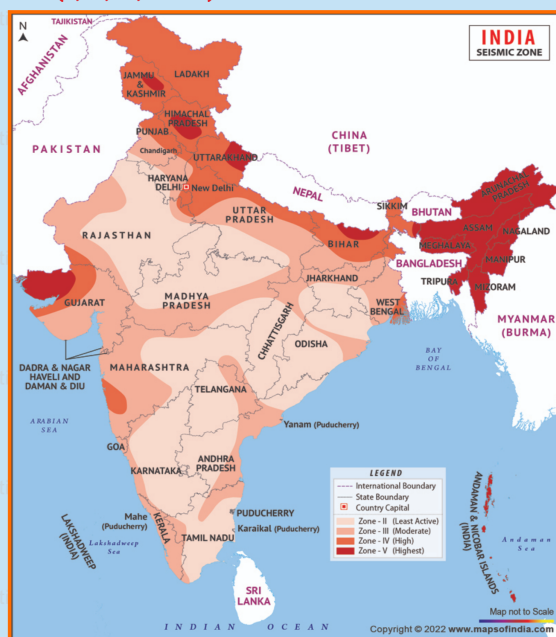 TAJIKISTAN
AFGHANISTAN
N
INDIA
SEISMIC ZONE
LADAKH
JAMMU
&
KASHMIR
HIMACHAL
PRADESH
PUNJAB
Chandigarh
UTTARAKHAND
PAKISTAN
CHINA
(TIBET)
HARYANA
DELHI
New Delhi
NEPAL
ARUNACHAL
PRADESH
SIKKIM
BHUTAN
UTTAR
PRADESH
RAJASTHAN
ASSAM
NAGALAND
BIHAR
MEGHALAYA
MANIPUR
BANGLADESH
JHARKHAND
TRIPURA
MIZORAM
GUJARAT
MADHYA
PRADESH
WEST
BENGAL
CHHATTISGARH
MYANMAR
(BURMA)
ODISHA
DADRA & NAGAR
HAVELI AND
DAMAN & DIU
MAHARASHTRA
BAY
OF
BENGAL
TELANGANA
ARABIAN
SEA
Yanam (Puducherry)
GOA
ANDHRA
PRADESH
KARNATAKA
LEGEND
International Boundary
State Boundary
Country Capital
Zone - II (Least Active)
Zone - III (Moderate)
Zone - IV (High)
Zone - V (Highest)
ANDAMAN & NICOBAR ISLANDS
(INDIA)
Andaman
Sea
Mahe
(Puducherry)
PUDUCHERRY
Karaikal (Puducherry)
LAKSHADWEEP
(INDIA)
Lakshadweep
Sea
KERALA
TAMIL NADU
SRI
LANKA
INDIAN OCEAN
Map not to Scale
Copyright © 2022 www.mapsofindia.com